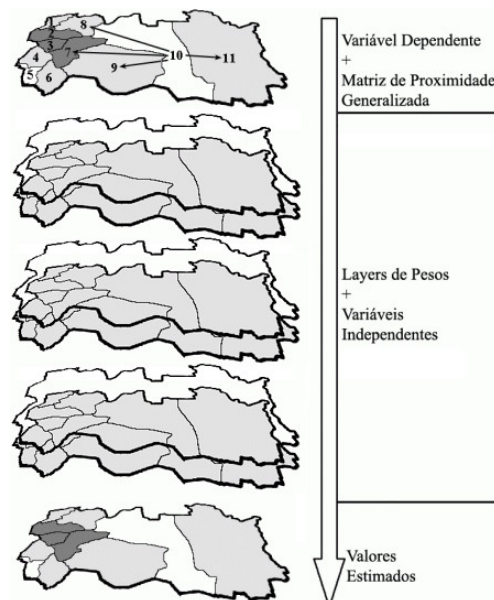 8
2
3
7
10
11
4
9
5
6
Variável Dependente
+
Matriz de Proximidade
Generalizada
Layers de Pesos
+
Variáveis
Independentes
Valores
Estimados